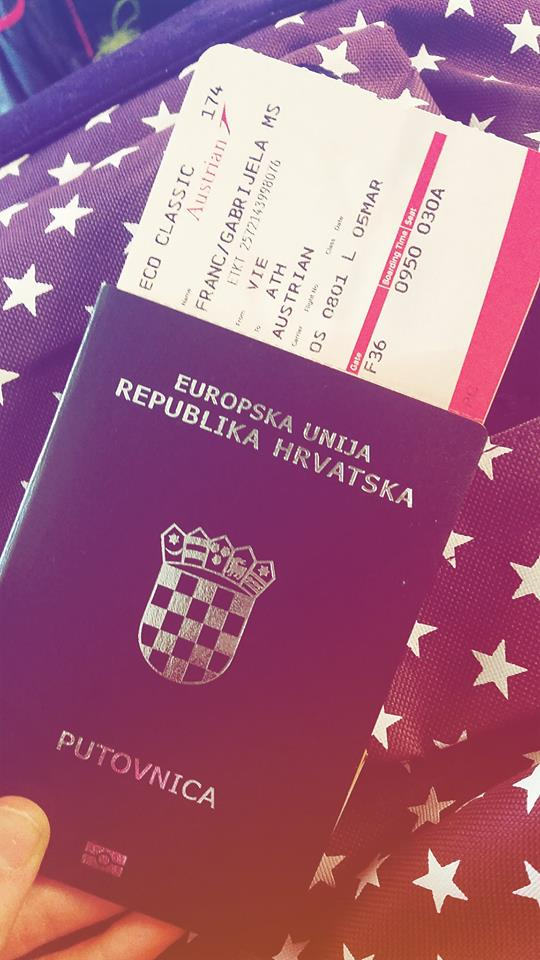 ECO CLASSIC 174
Austrian
Name
FRANC/GABRIJELA MS
ETKT 2572143998076
From VIE
To ATH
Carrier AUSTRIAN
Flight No Class Date
OS 0801 L 05MAR
Gate Boarding Time Seat
F36 0950 030A
EUROPSKA UNIJA
REPUBLIKA HRVATSKA
PUTOVNICA